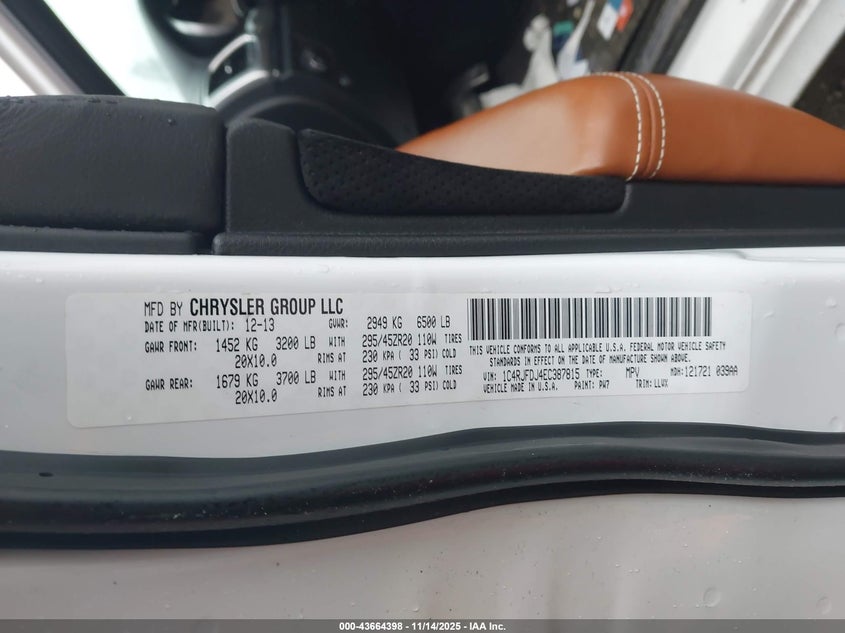 MFD BY CHRYSLER GROUP LLC
DATE OF MFR(BUILT): 12-13 GVWR: 2949 KG 6500 LB
GAWR FRONT: 1452 KG 3200 LB WITH 295/45ZR20 110W TIRES
20X10.0 RIMS AT 230 KPA ( 33 PSI) COLD
GAWR REAR: 1679 KG 3700 LB WITH 295/45ZR20 110W TIRES
20X10.0 RIMS AT 230 KPA ( 33 PSI) COLD
THIS VEHICLE CONFORMS TO ALL APPLICABLE U.S.A. FEDERAL MOTOR VEHICLE SAFETY
STANDARDS IN EFFECT ON THE DATE OF MANUFACTURE SHOWN ABOVE.
VIN: 1C4RJFDJ4EC387815 TYPE: MPV MDH: 121721 039AA
VEHICLE MADE IN U.S.A. PAINT: PW7 TRIM: LLVX
000-43664398 - 11/14/2025 - IAA Inc.